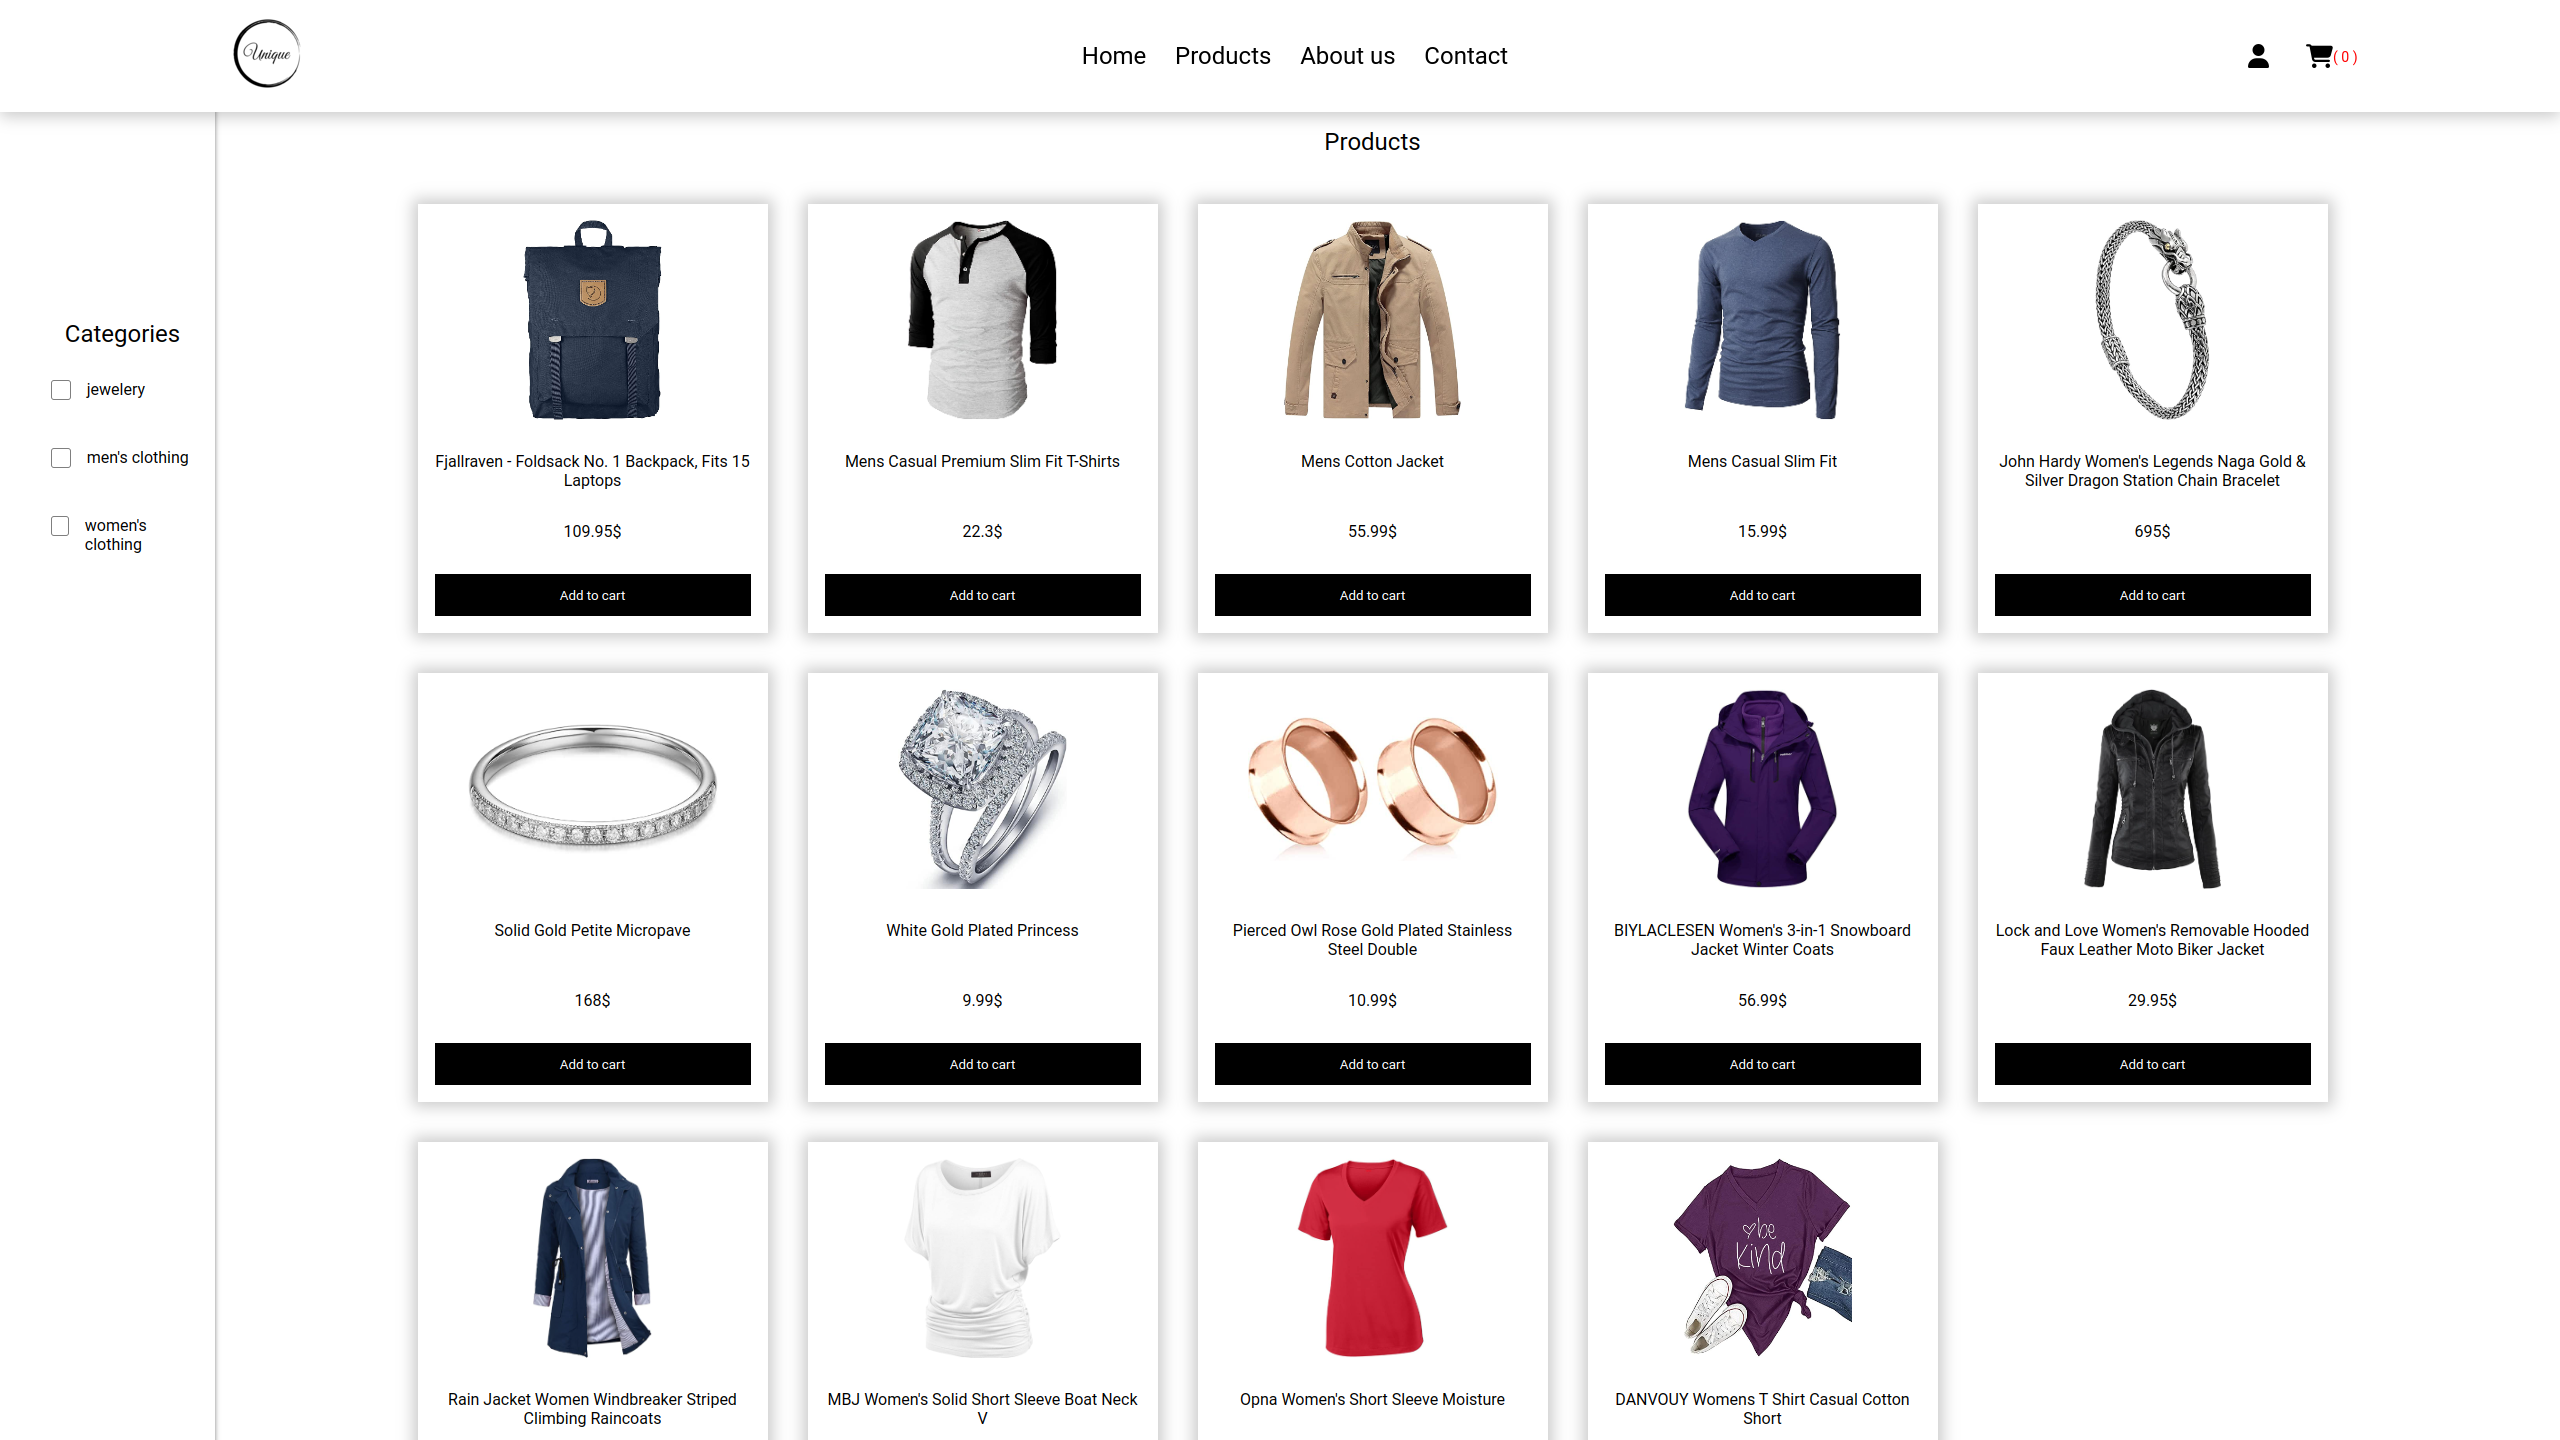 Unique
Home Products About us Contact
( 0 )
Products
Categories
jewelery
men's clothing
women's
clothing
Fjallraven - Foldsack No. 1 Backpack, Fits 15
Laptops
109.95$
Add to cart
Mens Casual Premium Slim Fit T-Shirts
22.3$
Add to cart
Mens Cotton Jacket
55.99$
Add to cart
Mens Casual Slim Fit
15.99$
Add to cart
John Hardy Women's Legends Naga Gold &
Silver Dragon Station Chain Bracelet
695$
Add to cart
Solid Gold Petite Micropave
168$
Add to cart
White Gold Plated Princess
9.99$
Add to cart
Pierced Owl Rose Gold Plated Stainless
Steel Double
10.99$
Add to cart
BIYLACLESEN Women's 3-in-1 Snowboard
Jacket Winter Coats
56.99$
Add to cart
Lock and Love Women's Removable Hooded
Faux Leather Moto Biker Jacket
29.95$
Add to cart
Rain Jacket Women Windbreaker Striped
Climbing Raincoats
MBJ Women's Solid Short Sleeve Boat Neck
V
Opna Women's Short Sleeve Moisture
be
kind
DANVOUY Womens T Shirt Casual Cotton
Short